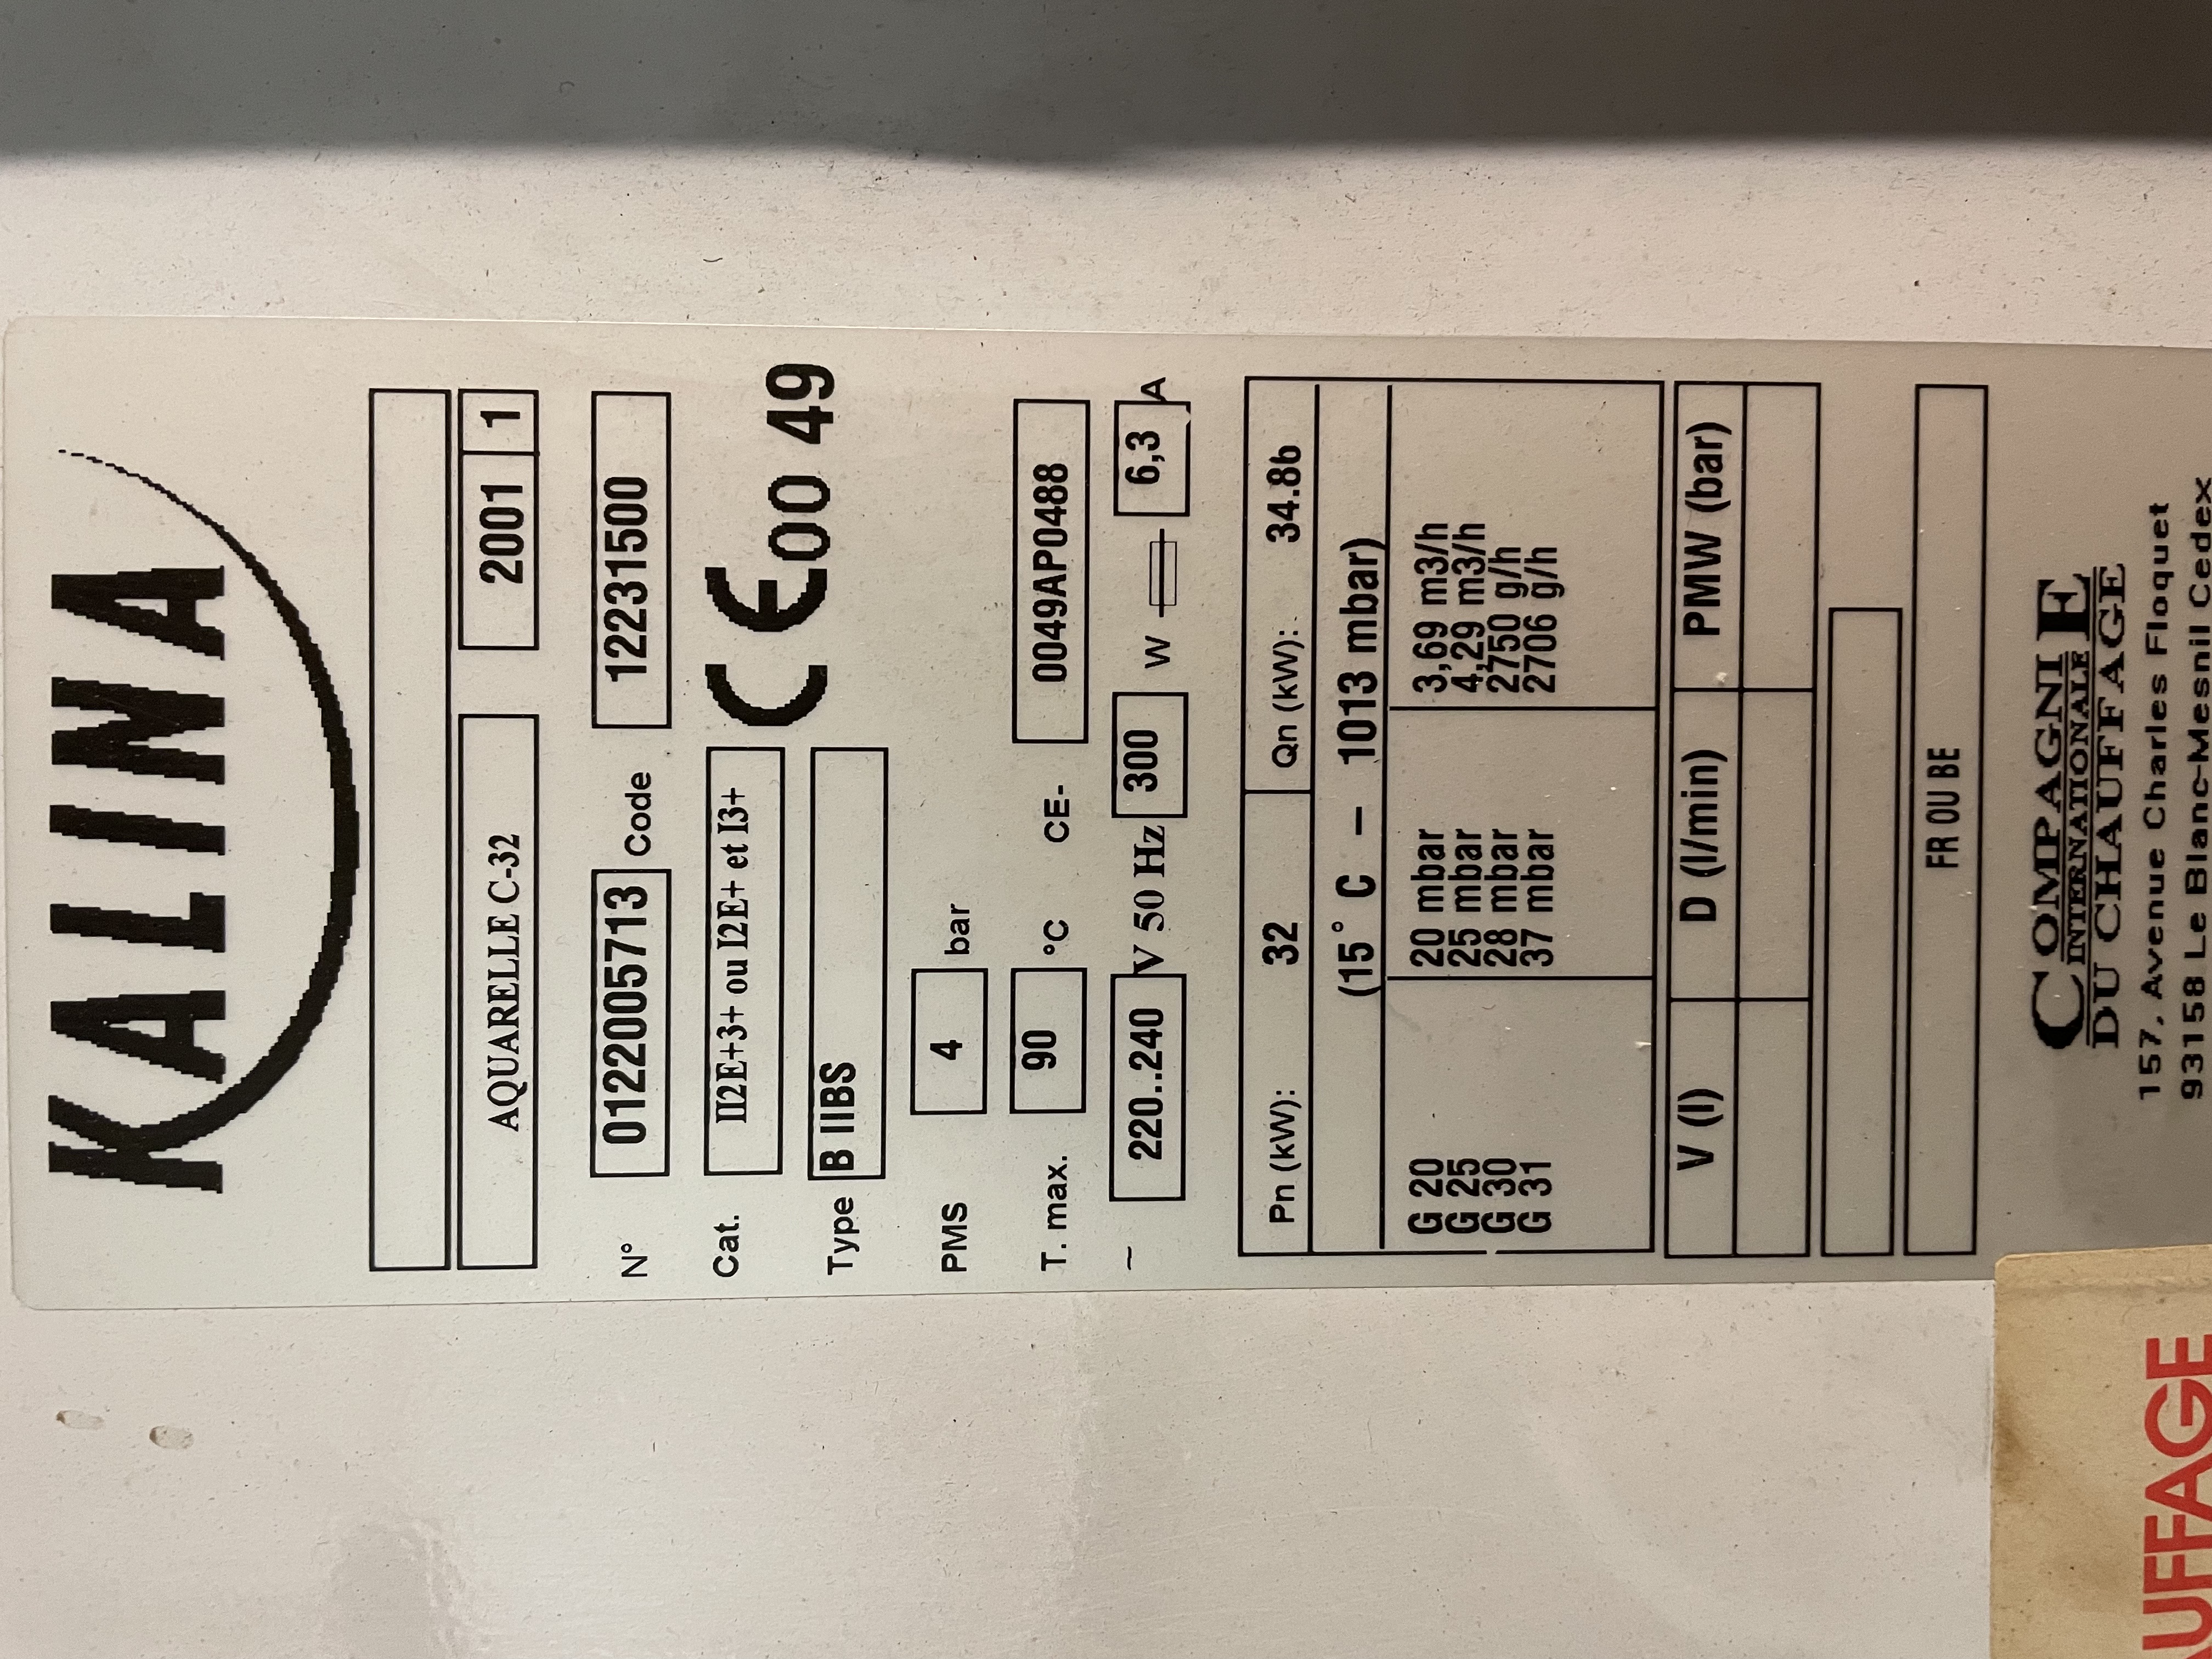 KALINA
AQUARELLE C-32 2001 1
N° 0122005713 Code 12231500
Cat. II2E+3+ ou I2E+ et I3+ CE 00 49
Type B IIBS
PMS 4 bar
T. max. 90 °C CE- 0049AP0488
~ 220..240 V 50 Hz 300 W 6,3 A
Pn (kW): 32 Qn (kW): 34.86
(15° C – 1013 mbar)
G 20 20 mbar 3,69 m3/h
G 25 25 mbar 4,29 m3/h
G 30 28 mbar 2750 g/h
G 31 37 mbar 2706 g/h
V (l) D (l/min) PMW (bar)
FR OU BE
COMPAGNIE
INTERNATIONALE
DU CHAUFFAGE
157, Avenue Charles Floquet
93158 Le Blanc-Mesnil Cedex
UFFAGE